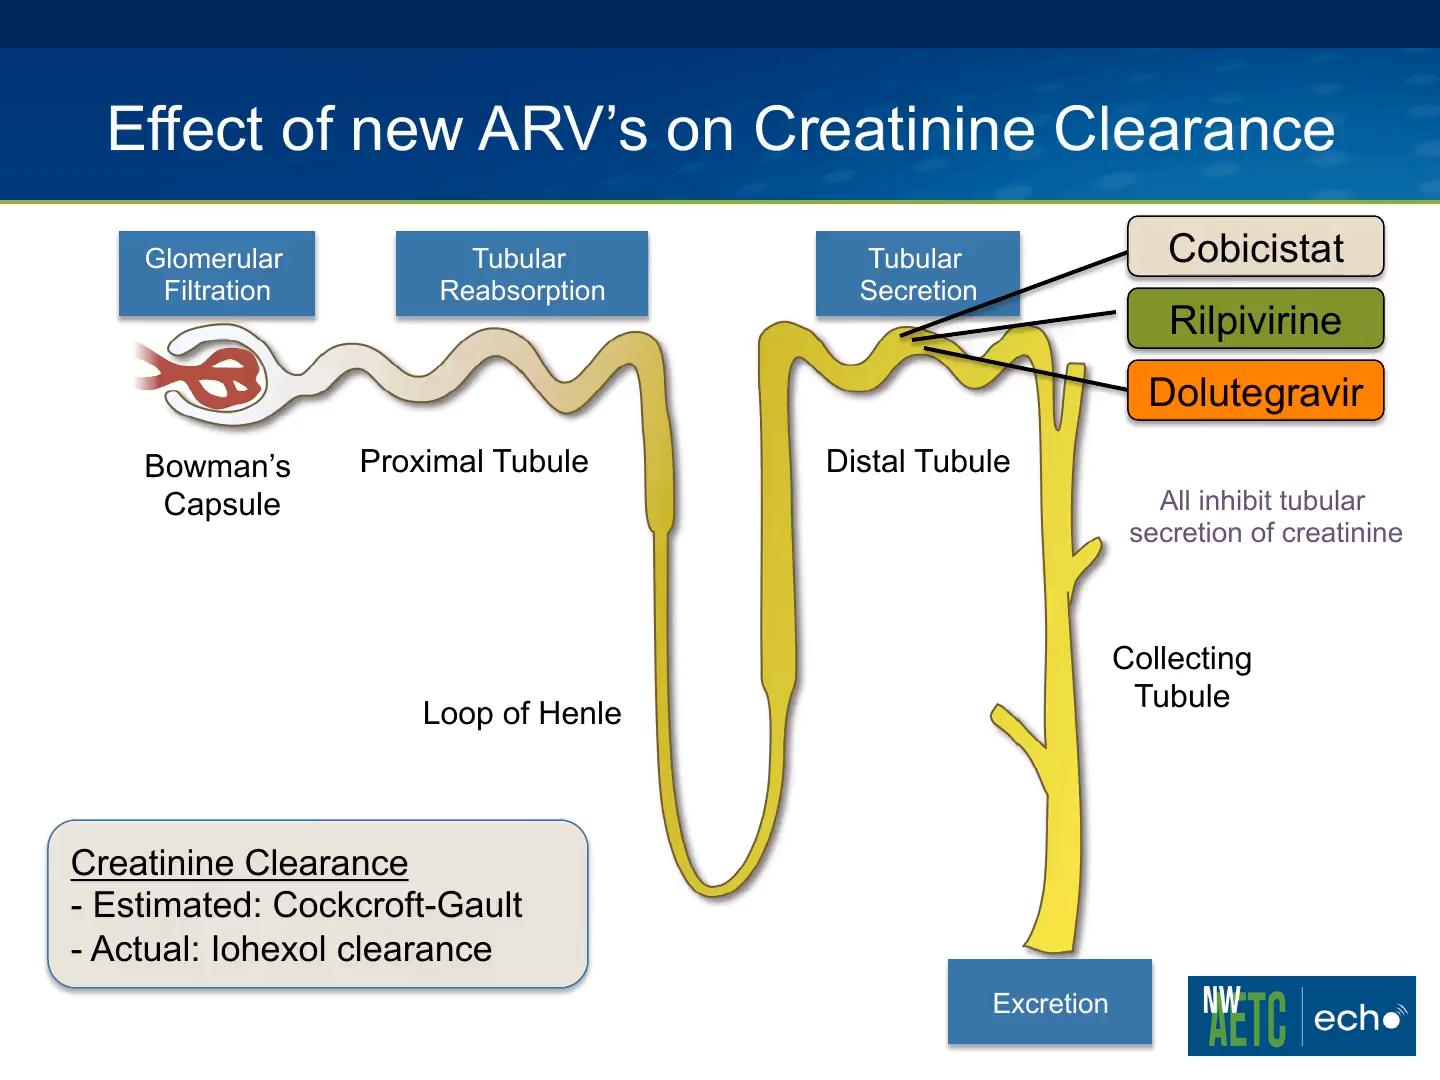 Effect of new ARV’s on Creatinine Clearance
Glomerular
Filtration
Tubular
Reabsorption
Tubular
Secretion
Cobicistat
Rilpivirine
Dolutegravir
Bowman’s
Capsule
Proximal Tubule
Distal Tubule
All inhibit tubular
secretion of creatinine
Loop of Henle
Collecting
Tubule
Creatinine Clearance
- Estimated: Cockcroft-Gault
- Actual: Iohexol clearance
Excretion
NW
AETC
echo